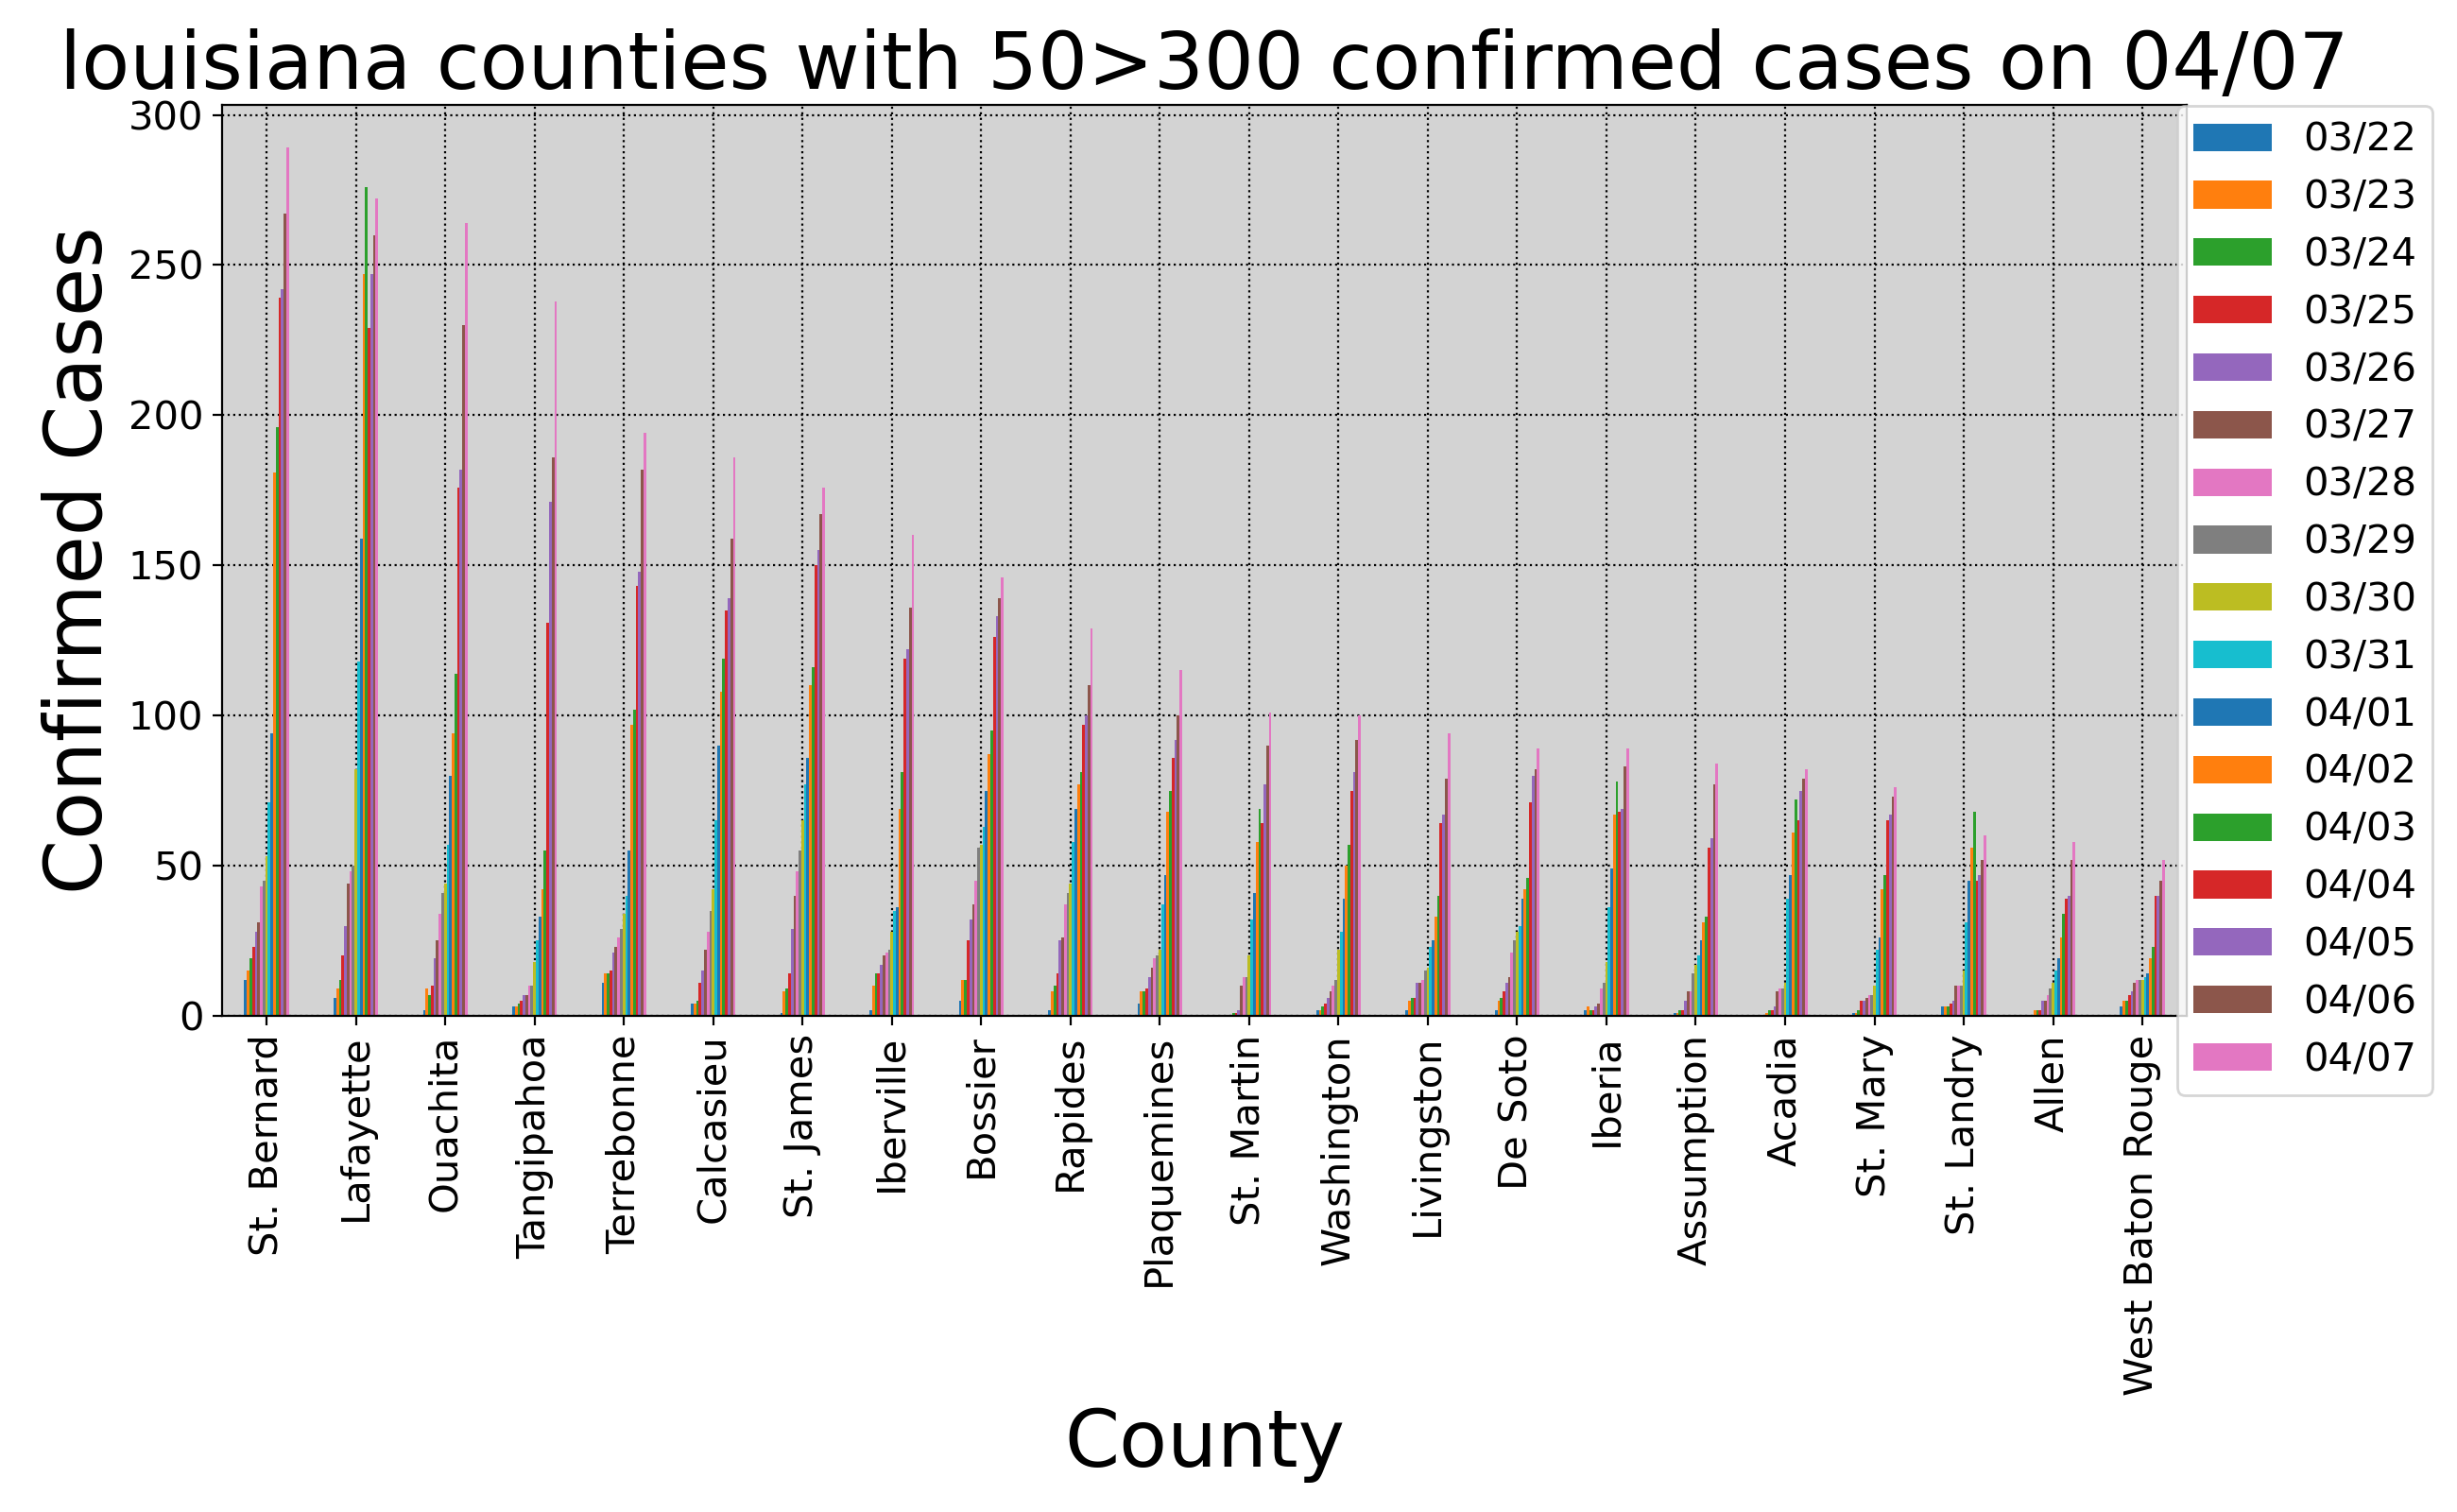 louisiana counties with 50>300 confirmed cases on 04/07
Confirmed Cases
300
250
200
150
100
50
0
03/22
03/23
03/24
03/25
03/26
03/27
03/28
03/29
03/30
03/31
04/01
04/02
04/03
04/04
04/05
04/06
04/07
St. Bernard
Lafayette
Ouachita
Tangipahoa
Terrebonne
Calcasieu
St. James
Iberville
Bossier
Rapides
Plaquemines
St. Martin
Washington
Livingston
De Soto
Iberia
Assumption
Acadia
St. Mary
St. Landry
Allen
West Baton Rouge
County